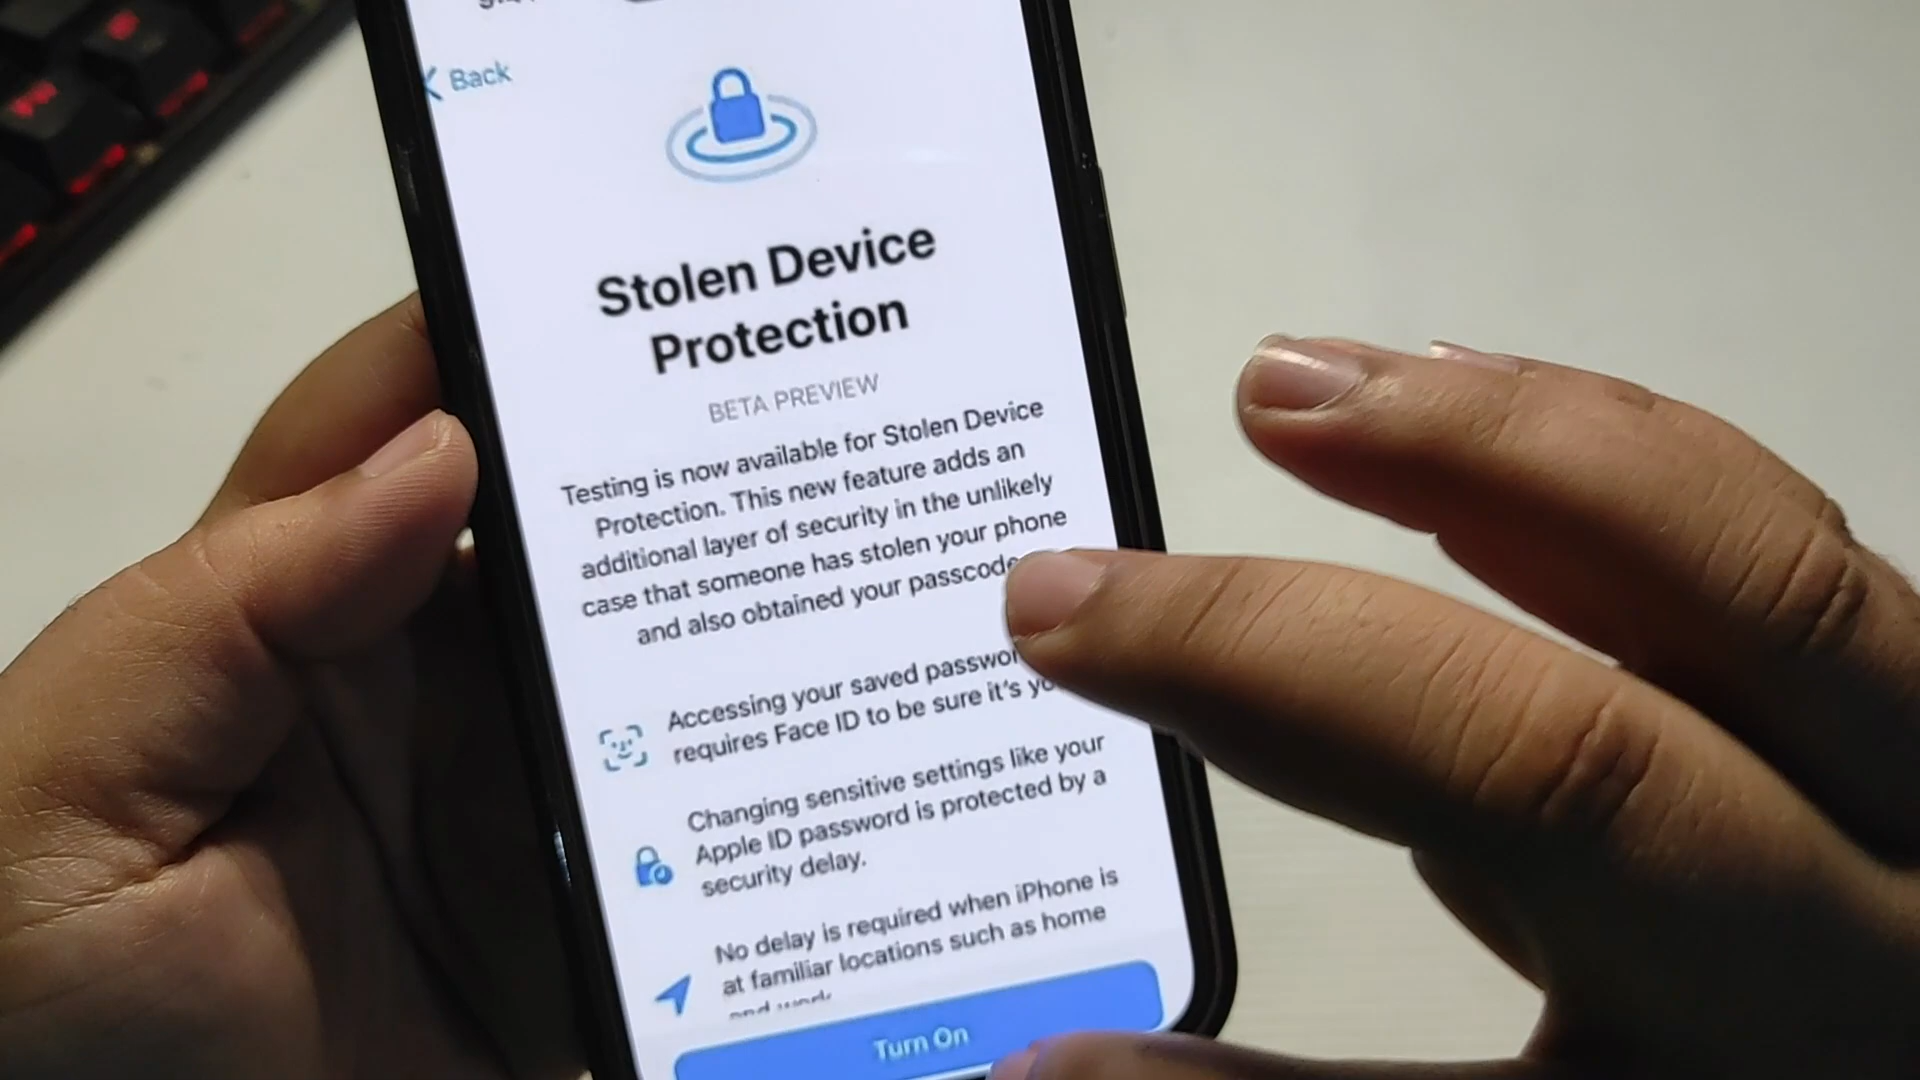 Back
Stolen Device
Protection
BETA PREVIEW
Testing is now available for Stolen Device
Protection. This new feature adds an
additional layer of security in the unlikely
case that someone has stolen your phone
and also obtained your
Accessing your saved
requires Face ID to be sure it's
Changing sensitive settings like your
Apple ID password is protected by a
security delay.
No delay is required when iPhone is
at familiar locations such as home
Turn On